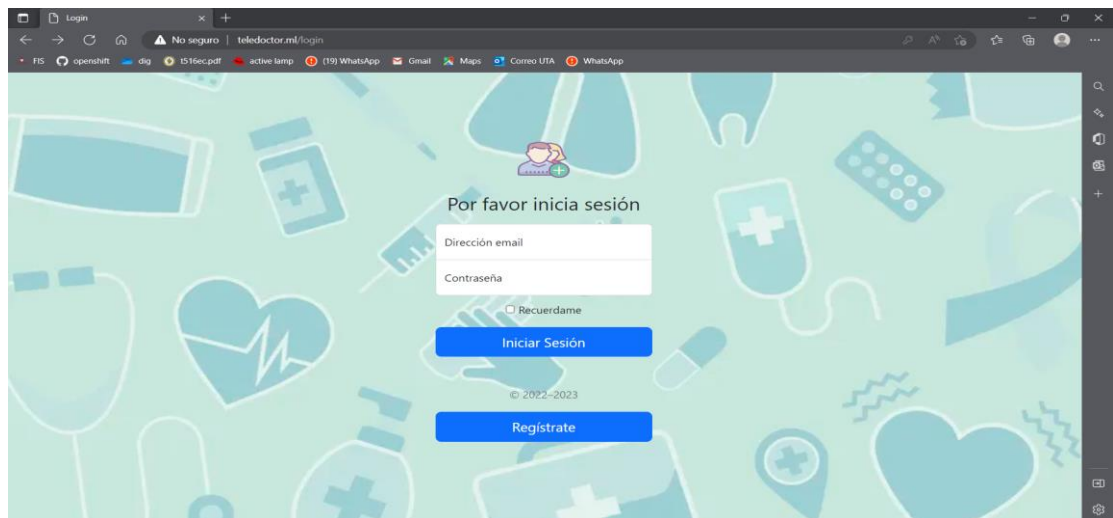 Login
No seguro | teledoctor.ml/login
FIS openshift dig t516ec.pdf active lamp (19) WhatsApp Gmail Maps Correo UTA WhatsApp
Por favor inicia sesión
Dirección email
Contraseña
Recuerdame
Iniciar Sesión
© 2022–2023
Regístrate